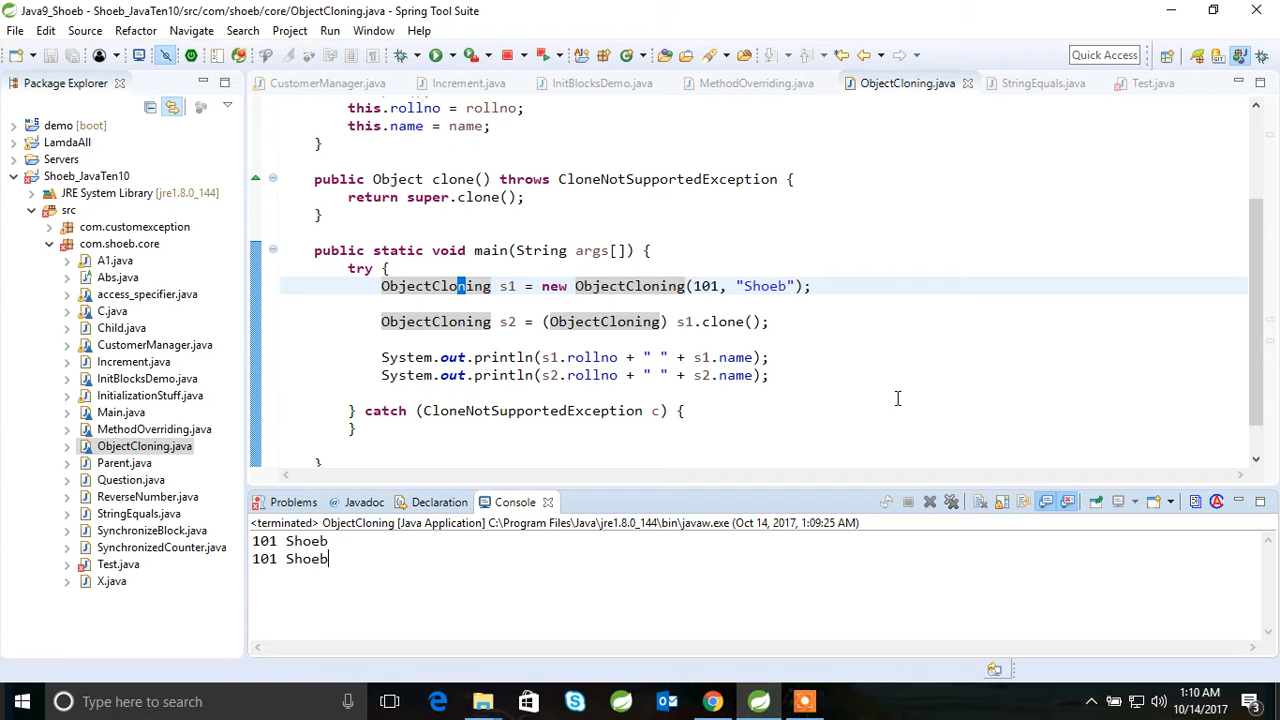 Java9_Shoeb - Shoeb_JavaTen10/src/com/shoeb/core/ObjectCloning.java - Spring Tool Suite
File Edit Source Refactor Navigate Search Project Run Window Help
Quick Access
Package Explorer
CustomerManager.java Increment.java InitBlocksDemo.java MethodOverriding.java ObjectCloning.java StringEquals.java Test.java
demo [boot]
LamdaAll
Servers
Shoeb_JavaTen10
JRE System Library [jre1.8.0_144]
src
com.customexception
com.shoeb.core
A1.java
Abs.java
access_specifier.java
C.java
Child.java
CustomerManager.java
Increment.java
InitBlocksDemo.java
InitializationStuff.java
Main.java
MethodOverriding.java
ObjectCloning.java
Parent.java
Question.java
ReverseNumber.java
StringEquals.java
SynchronizeBlock.java
SynchronizedCounter.java
Test.java
X.java
this.rollno = rollno;
this.name = name;
}
public Object clone() throws CloneNotSupportedException {
return super.clone();
}
public static void main(String args[]) {
try {
ObjectCloning s1 = new ObjectCloning(101, "Shoeb");
ObjectCloning s2 = (ObjectCloning) s1.clone();
System.out.println(s1.rollno + " " + s1.name);
System.out.println(s2.rollno + " " + s2.name);
} catch (CloneNotSupportedException c) {
}
}
Problems @ Javadoc Declaration Console
<terminated> ObjectCloning [Java Application] C:\Program Files\Java\jre1.8.0_144\bin\javaw.exe (Oct 14, 2017, 1:09:25 AM)
101 Shoeb
101 Shoeb
Type here to search
1:10 AM
10/14/2017
3